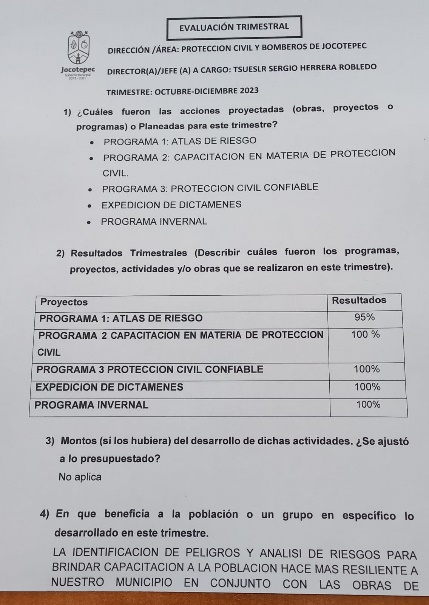 EVALUACIÓN TRIMESTRAL
Jocotepec
DIRECCIÓN /ÁREA: PROTECCION CIVIL Y BOMBEROS DE JOCOTEPEC
DIRECTOR(A)/JEFE (A) A CARGO: TSUESLR SERGIO HERRERA ROBLEDO
TRIMESTRE: OCTUBRE-DICIEMBRE 2023
1) ¿Cuáles fueron las acciones proyectadas (obras, proyectos o
programas) o Planeadas para este trimestre?
• PROGRAMA 1: ATLAS DE RIESGO
• PROGRAMA 2: CAPACITACION EN MATERIA DE PROTECCION
CIVIL.
• PROGRAMA 3: PROTECCION CIVIL CONFIABLE
• EXPEDICION DE DICTAMENES
• PROGRAMA INVERNAL
2) Resultados Trimestrales (Describir cuáles fueron los programas,
proyectos, actividades y/o obras que se realizaron en este trimestre).
Proyectos Resultados
PROGRAMA 1: ATLAS DE RIESGO 95%
PROGRAMA 2 CAPACITACION EN MATERIA DE PROTECCION 100 %
CIVIL
PROGRAMA 3 PROTECCION CIVIL CONFIABLE 100%
EXPEDICION DE DICTAMENES 100%
PROGRAMA INVERNAL 100%
3) Montos (si los hubiera) del desarrollo de dichas actividades. ¿Se ajustó
a lo presupuestado?
No aplica
4) En que beneficia a la población o un grupo en específico lo
desarrollado en este trimestre.
LA IDENTIFICACION DE PELIGROS Y ANALISI DE RIESGOS PARA
BRINDAR CAPACITACION A LA POBLACION HACE MAS RESILIENTE A
NUESTRO MUNICIPIO EN CONJUNTO CON LAS OBRAS DE